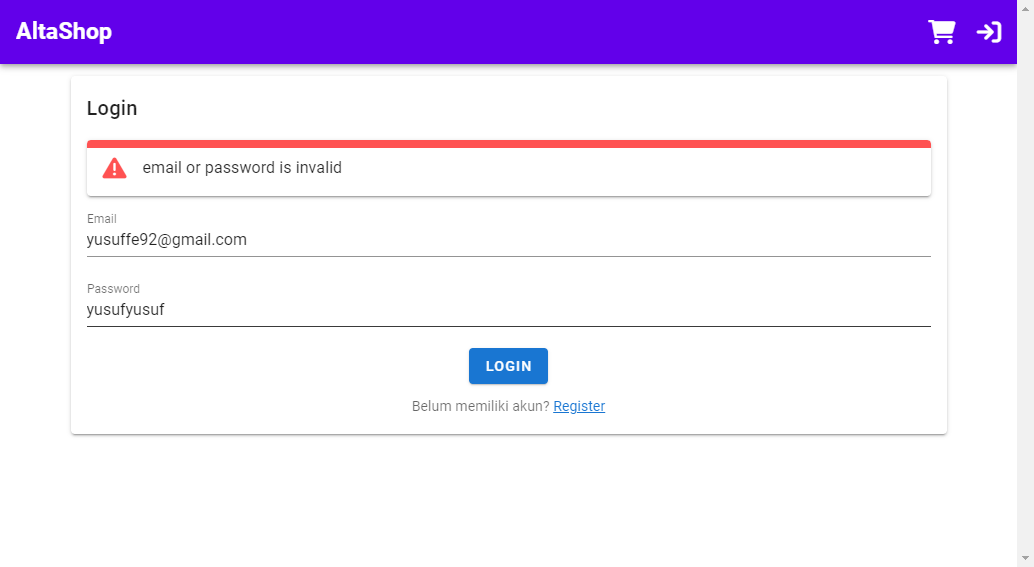 AltaShop
Login
email or password is invalid
Email
yusuffe92@gmail.com
Password
yusufyusuf
LOGIN
Belum memiliki akun? Register